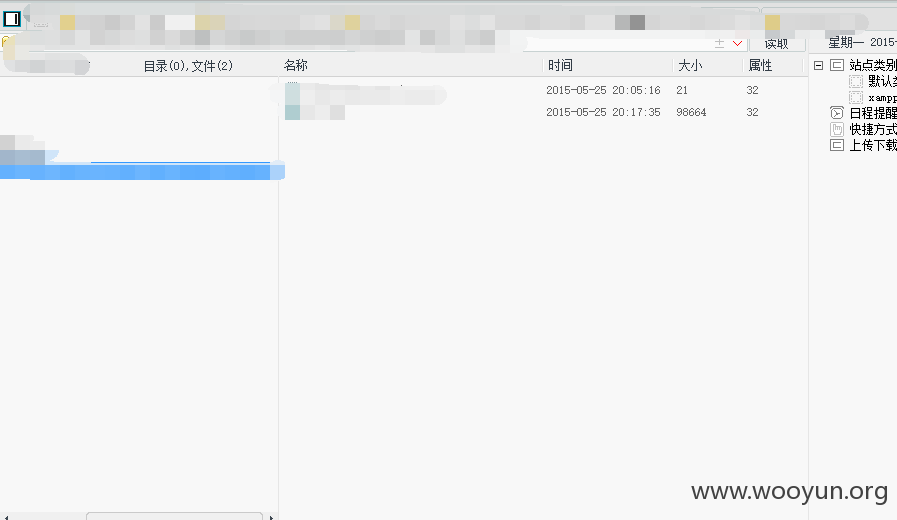 读取
星期一 2015-
目录(0),文件(2)
名称 时间 大小 属性
2015-05-25 20:05:16 21 32
2015-05-25 20:17:35 98664 32
站点类别
默认类
xampp
日程提醒
快捷方式
上传下载
www.wooyun.org